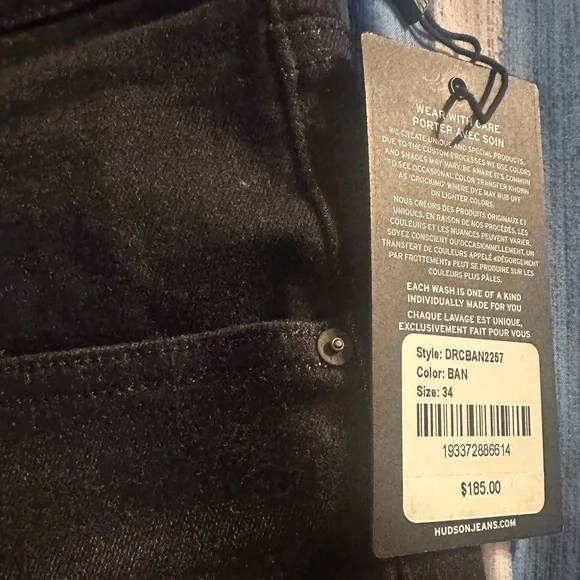 WEAR WITH CARE
PORTER AVEC SOIN
WE CREATE UNIQUE AND SPECIAL PRODUCTS.
DUE TO THE CUSTOM PROCESSES WE USE COLORS
AND SHADES MAY VARY. BE AWARE IT'S COMMON
TO SEE OCCASIONAL COLOR TRANSFER KNOWN
AS 'CROCKING' WHERE DYE MAY RUB OFF
ON LIGHTER COLORS.
NOUS CRÉONS DES PRODUITS ORIGINAUX ET
UNIQUES. EN RAISON DE NOS PROCÉDÉS, LES
COULEURS ET LES NUANCES PEUVENT VARIER.
SOYEZ CONSCIENT QU'OCCASIONNELLEMENT, UN
TRANSFERT DE COULEURS APPELÉ «DÉGORGEMENT
PAR FROTTEMENT» PEUT SE PRODUIRE SUR LES
COULEURS PLUS PÂLES.
EACH WASH IS ONE OF A KIND
INDIVIDUALLY MADE FOR YOU
CHAQUE LAVAGE EST UNIQUE,
EXCLUSIVEMENT FAIT POUR VOUS
Style: DRCBAN2257
Color: BAN
Size: 34
193372886614
$185.00
HUDSONJEANS.COM